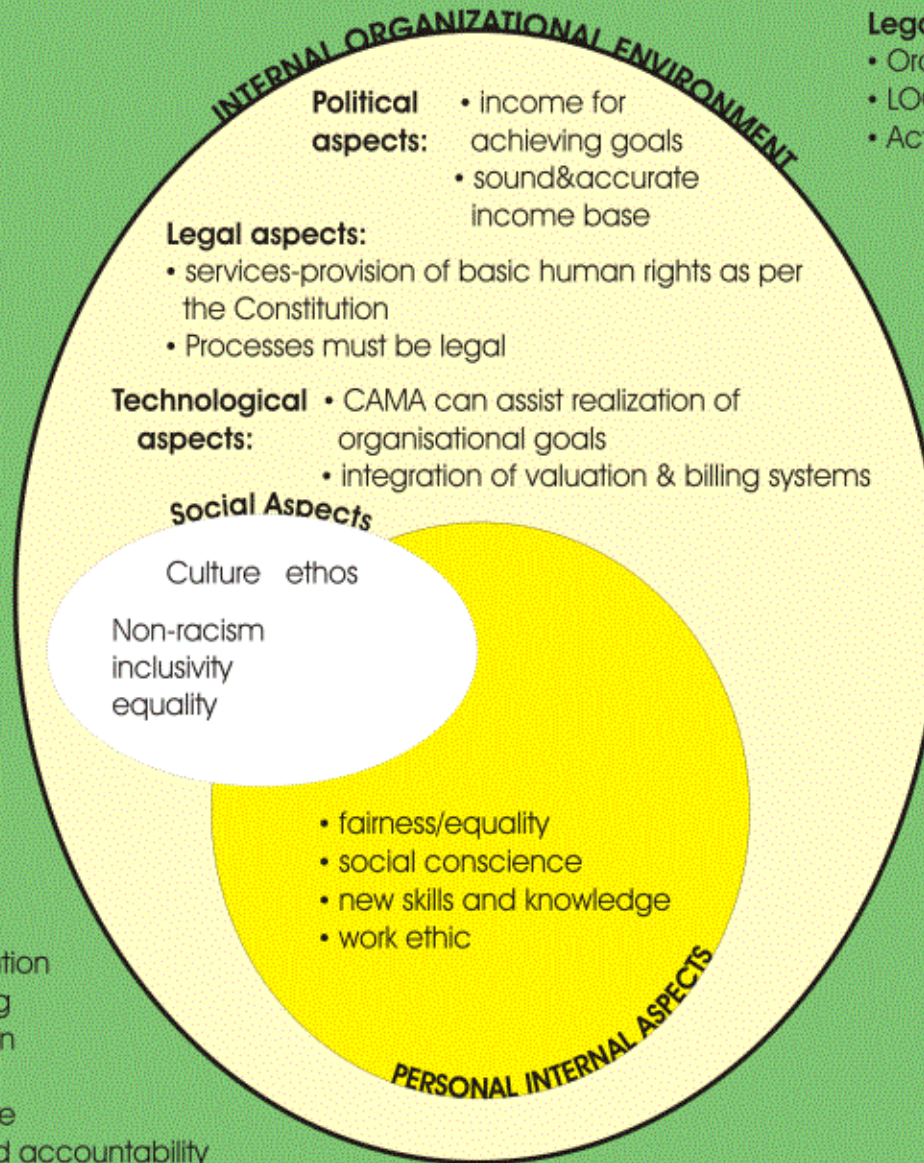 INTERNAL ORGANIZATIONAL ENVIRONMENT
Political
aspects:
• income for
achieving goals
• sound&accurate
income base
Legal aspects:
• services-provision of basic human rights as per
the Constitution
• Processes must be legal
Technological
aspects:
• CAMA can assist realization of
organisational goals
• integration of valuation & billing systems
Social Aspects
Culture ethos
Non-racism
inclusivity
equality
• fairness/equality
• social conscience
• new skills and knowledge
• work ethic
PERSONAL INTERNAL ASPECTS
accountability